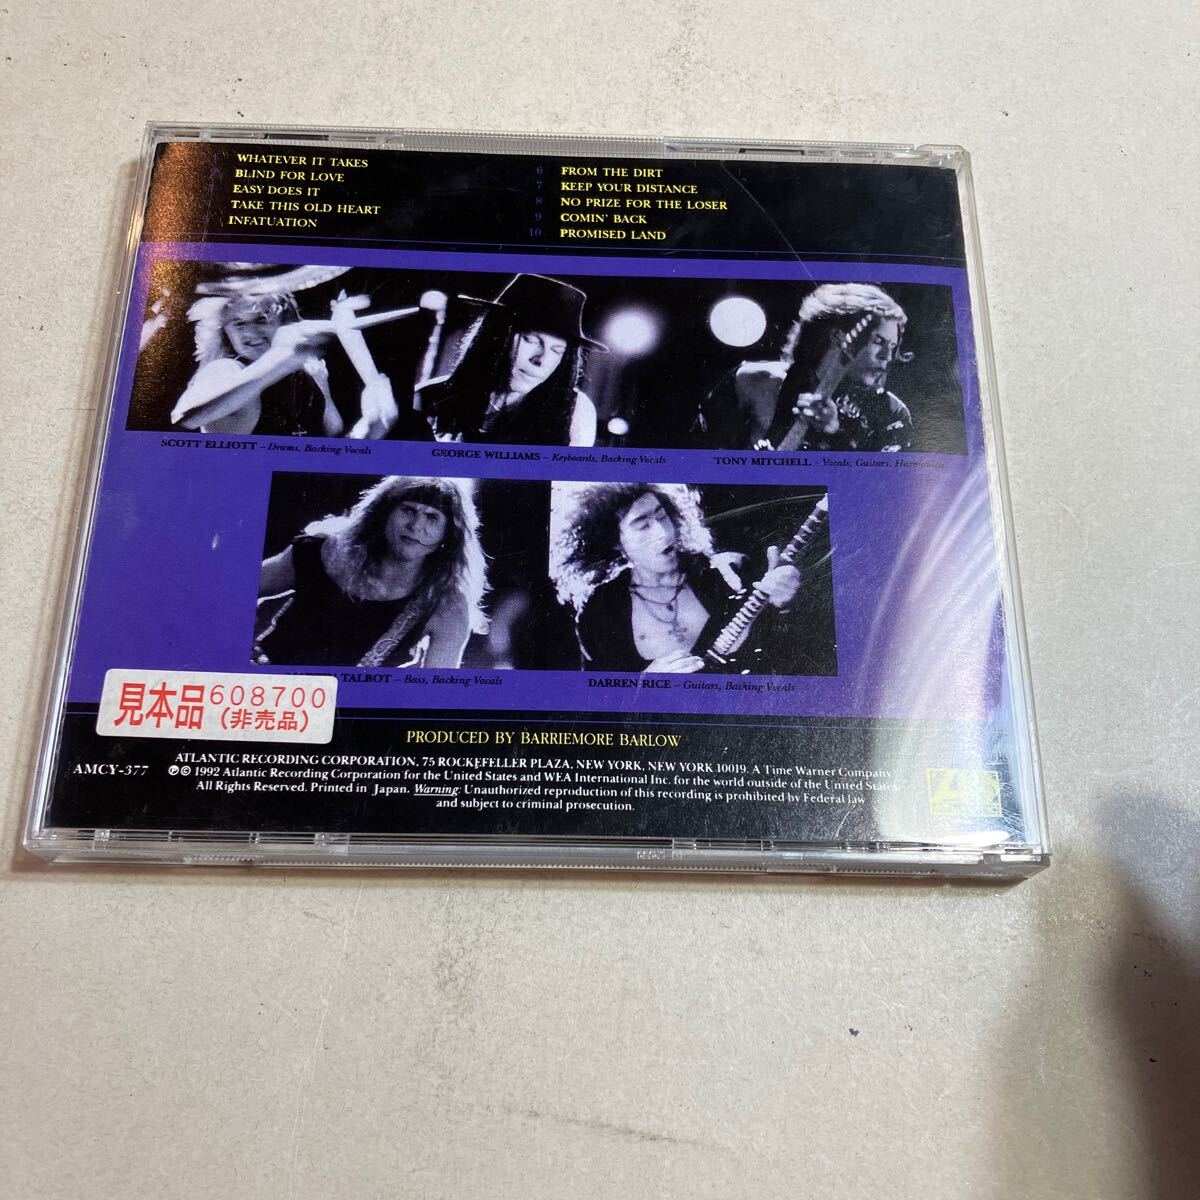 WHATEVER IT TAKES
BLIND FOR LOVE
EASY DOES IT
TAKE THIS OLD HEART
INFATUATION
6 FROM THE DIRT
7 KEEP YOUR DISTANCE
8 NO PRIZE FOR THE LOSER
9 COMIN' BACK
10 PROMISED LAND
SCOTT ELLIOTT – Drums, Backing Vocals
GEORGE WILLIAMS – Keyboards, Backing Vocals
TONY MITCHELL – Vocals, Guitars, Harmonica
TALBOT – Bass, Backing Vocals
DARREN RICE – Guitars, Backing Vocals
見本品 608700
(非売品)
PRODUCED BY BARRIEMORE BARLOW
AMCY-377
ATLANTIC RECORDING CORPORATION, 75 ROCKEFELLER PLAZA, NEW YORK, NEW YORK 10019. A Time Warner Company
℗© 1992 Atlantic Recording Corporation for the United States and WEA International Inc. for the world outside of the United States.
All Rights Reserved. Printed in Japan. Warning: Unauthorized reproduction of this recording is prohibited by Federal law
and subject to criminal prosecution.